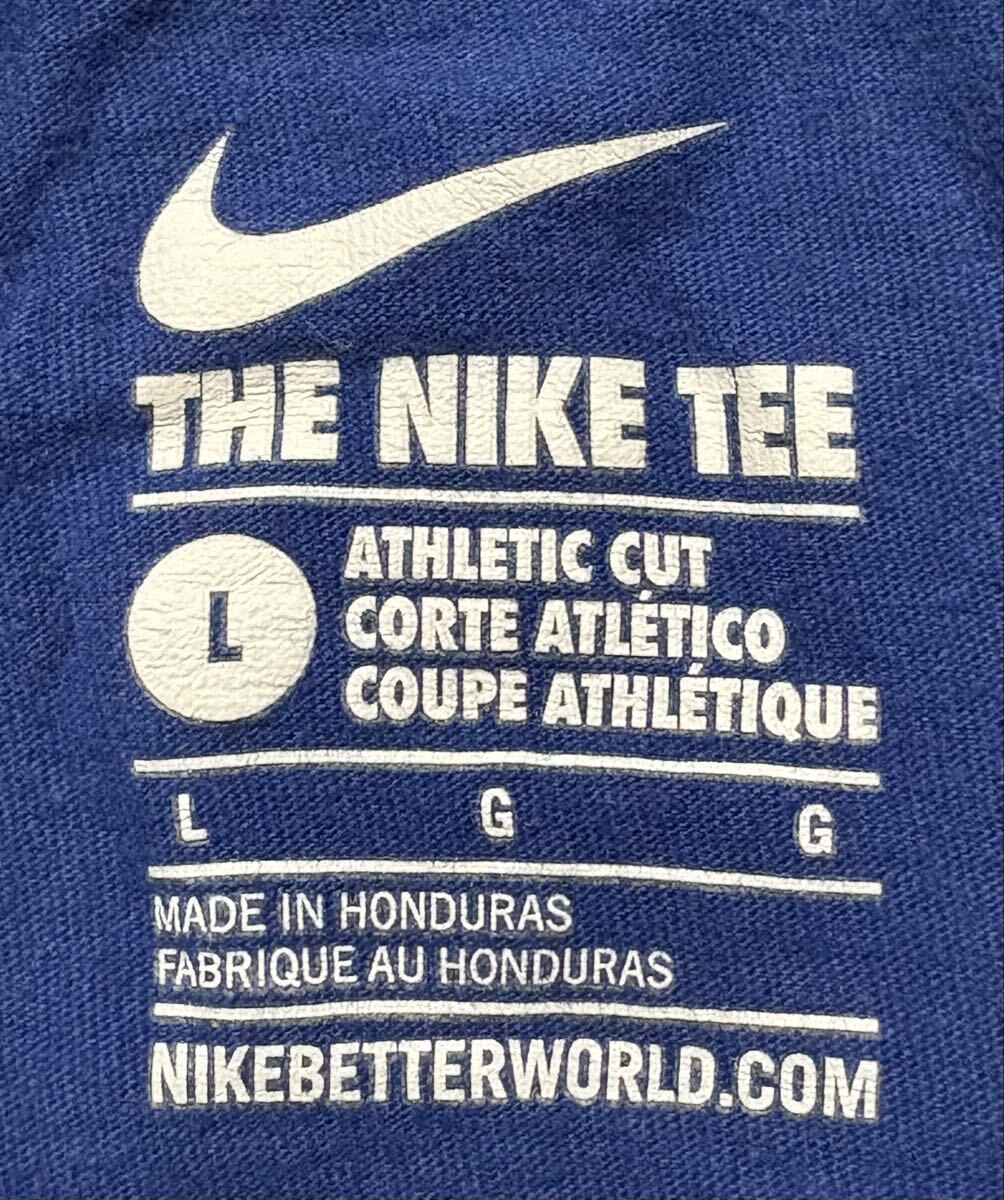 THE NIKE TEE
L
ATHLETIC CUT
CORTE ATLÉTICO
COUPE ATHLÉTIQUE
L G G
MADE IN HONDURAS
FABRIQUE AU HONDURAS
NIKEBETTERWORLD.COM